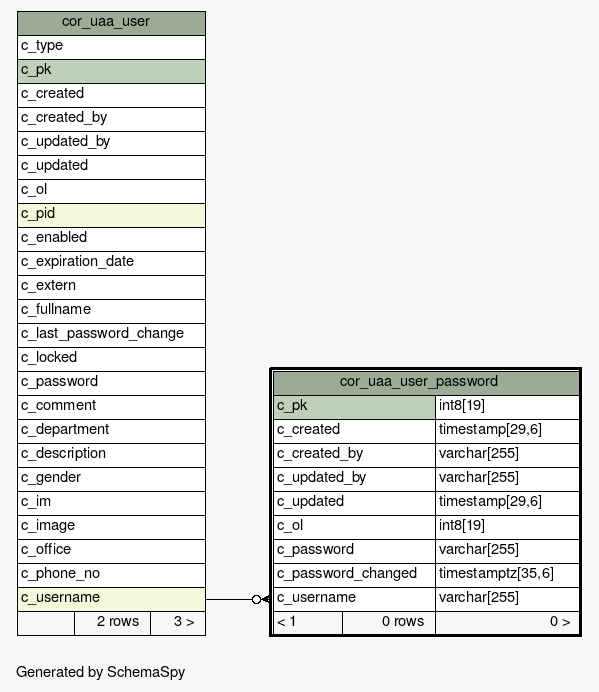 cor_uaa_user
c_type
c_pk
c_created
c_created_by
c_updated_by
c_updated
c_ol
c_pid
c_enabled
c_expiration_date
c_extern
c_fullname
c_last_password_change
c_locked
c_password
c_comment
c_department
c_description
c_gender
c_im
c_image
c_office
c_phone_no
c_username
2 rows 3 >
cor_uaa_user_password
c_pk int8[19]
c_created timestamp[29,6]
c_created_by varchar[255]
c_updated_by varchar[255]
c_updated timestamp[29,6]
c_ol int8[19]
c_password varchar[255]
c_password_changed timestamptz[35,6]
c_username varchar[255]
< 1 0 rows 0 >
Generated by SchemaSpy